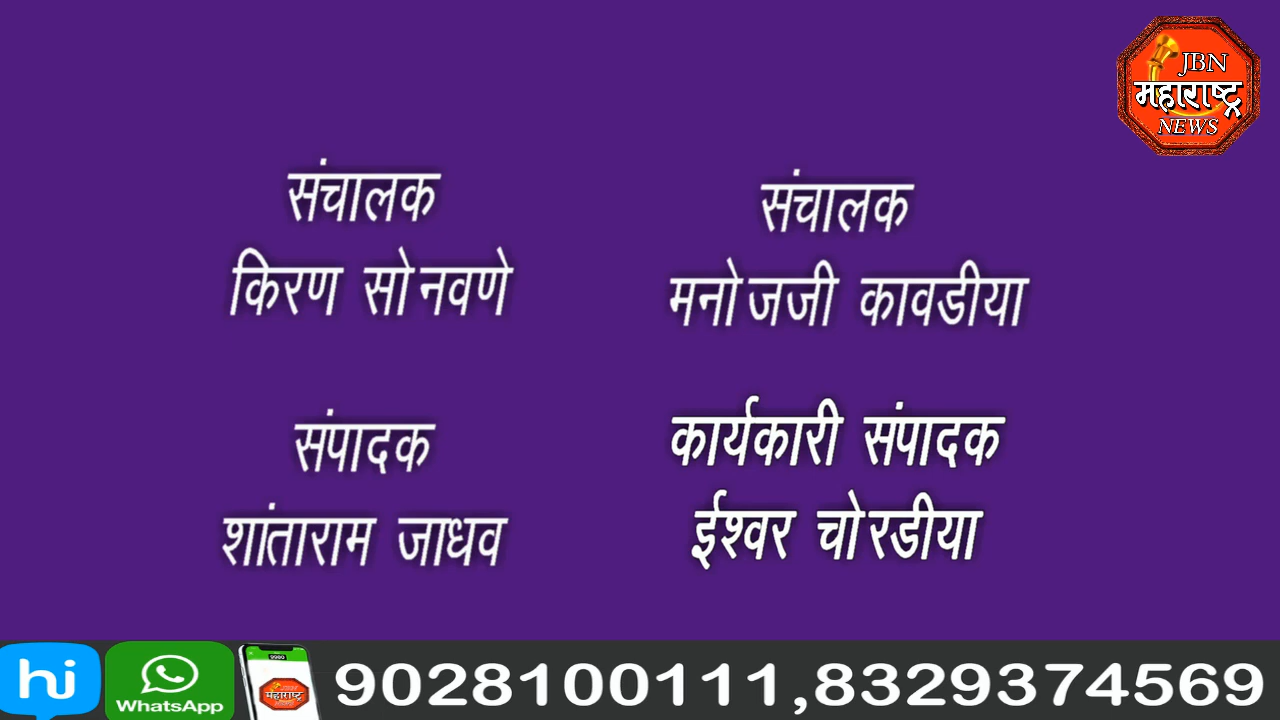 JBN
महाराष्ट्र
NEWS
संचालक
किरण सोनवणे
संचालक
मनोजजी कावडीया
संपादक
शांताराम जाधव
कार्यकारी संपादक
ईश्वर चोरडीया
hi
WhatsApp
महाराष्ट्र
9028100111,8329374569